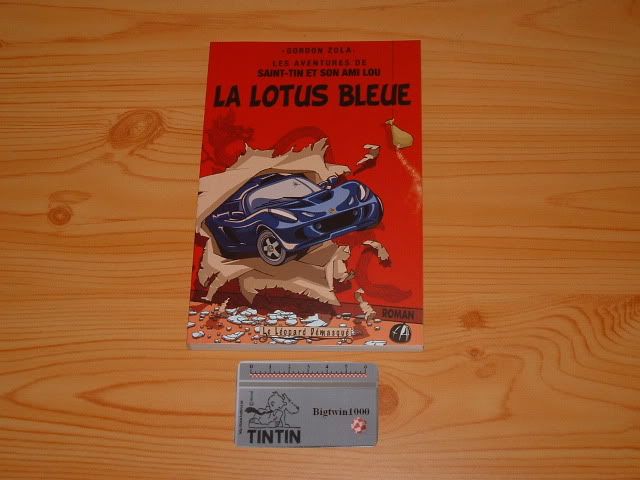 • GORDON ZOLA •
LES AVENTURES DE
SAINT-TIN ET SON AMI LOU
LA LOTUS BLEUE
ROMAN
Le Léopard Démasqué
Bigtwin1000
TINTIN